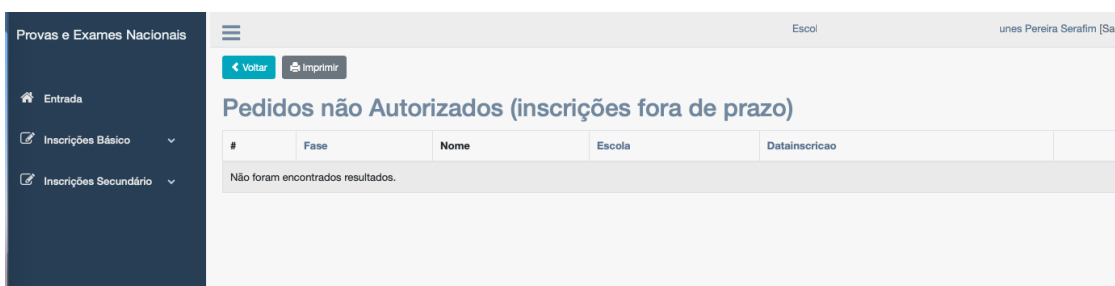 Provas e Exames Nacionais
Escol
unes Pereira Serafim [Sa
Voltar
Imprimir
Entrada
Pedidos não Autorizados (inscrições fora de prazo)
Inscrições Básico
# Fase Nome Escola Datainscricao
Não foram encontrados resultados.
Inscrições Secundário